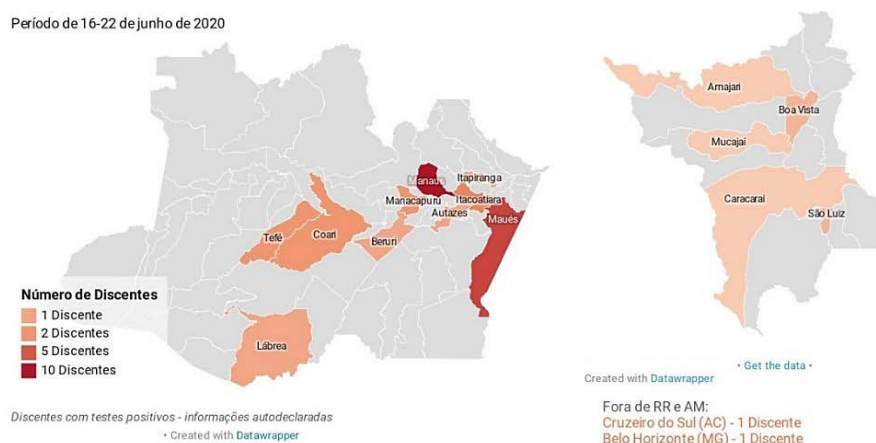 Período de 16-22 de junho de 2020
Amajari
Boa Vista
Mucajaí
Caracaraí
São Luiz
Manaus
Itapiranga
Manacapuru
Itacoatiara
Autazes
Maués
Tefé
Coari
Beruri
Lábrea
Número de Discentes
1 Discente
2 Discentes
5 Discentes
10 Discentes
Discentes com testes positivos - informações autodeclaradas
• Created with Datawrapper
• Get the data •
Created with Datawrapper
Fora de RR e AM:
Cruzeiro do Sul (AC) - 1 Discente
Belo Horizonte (MG) - 1 Discente